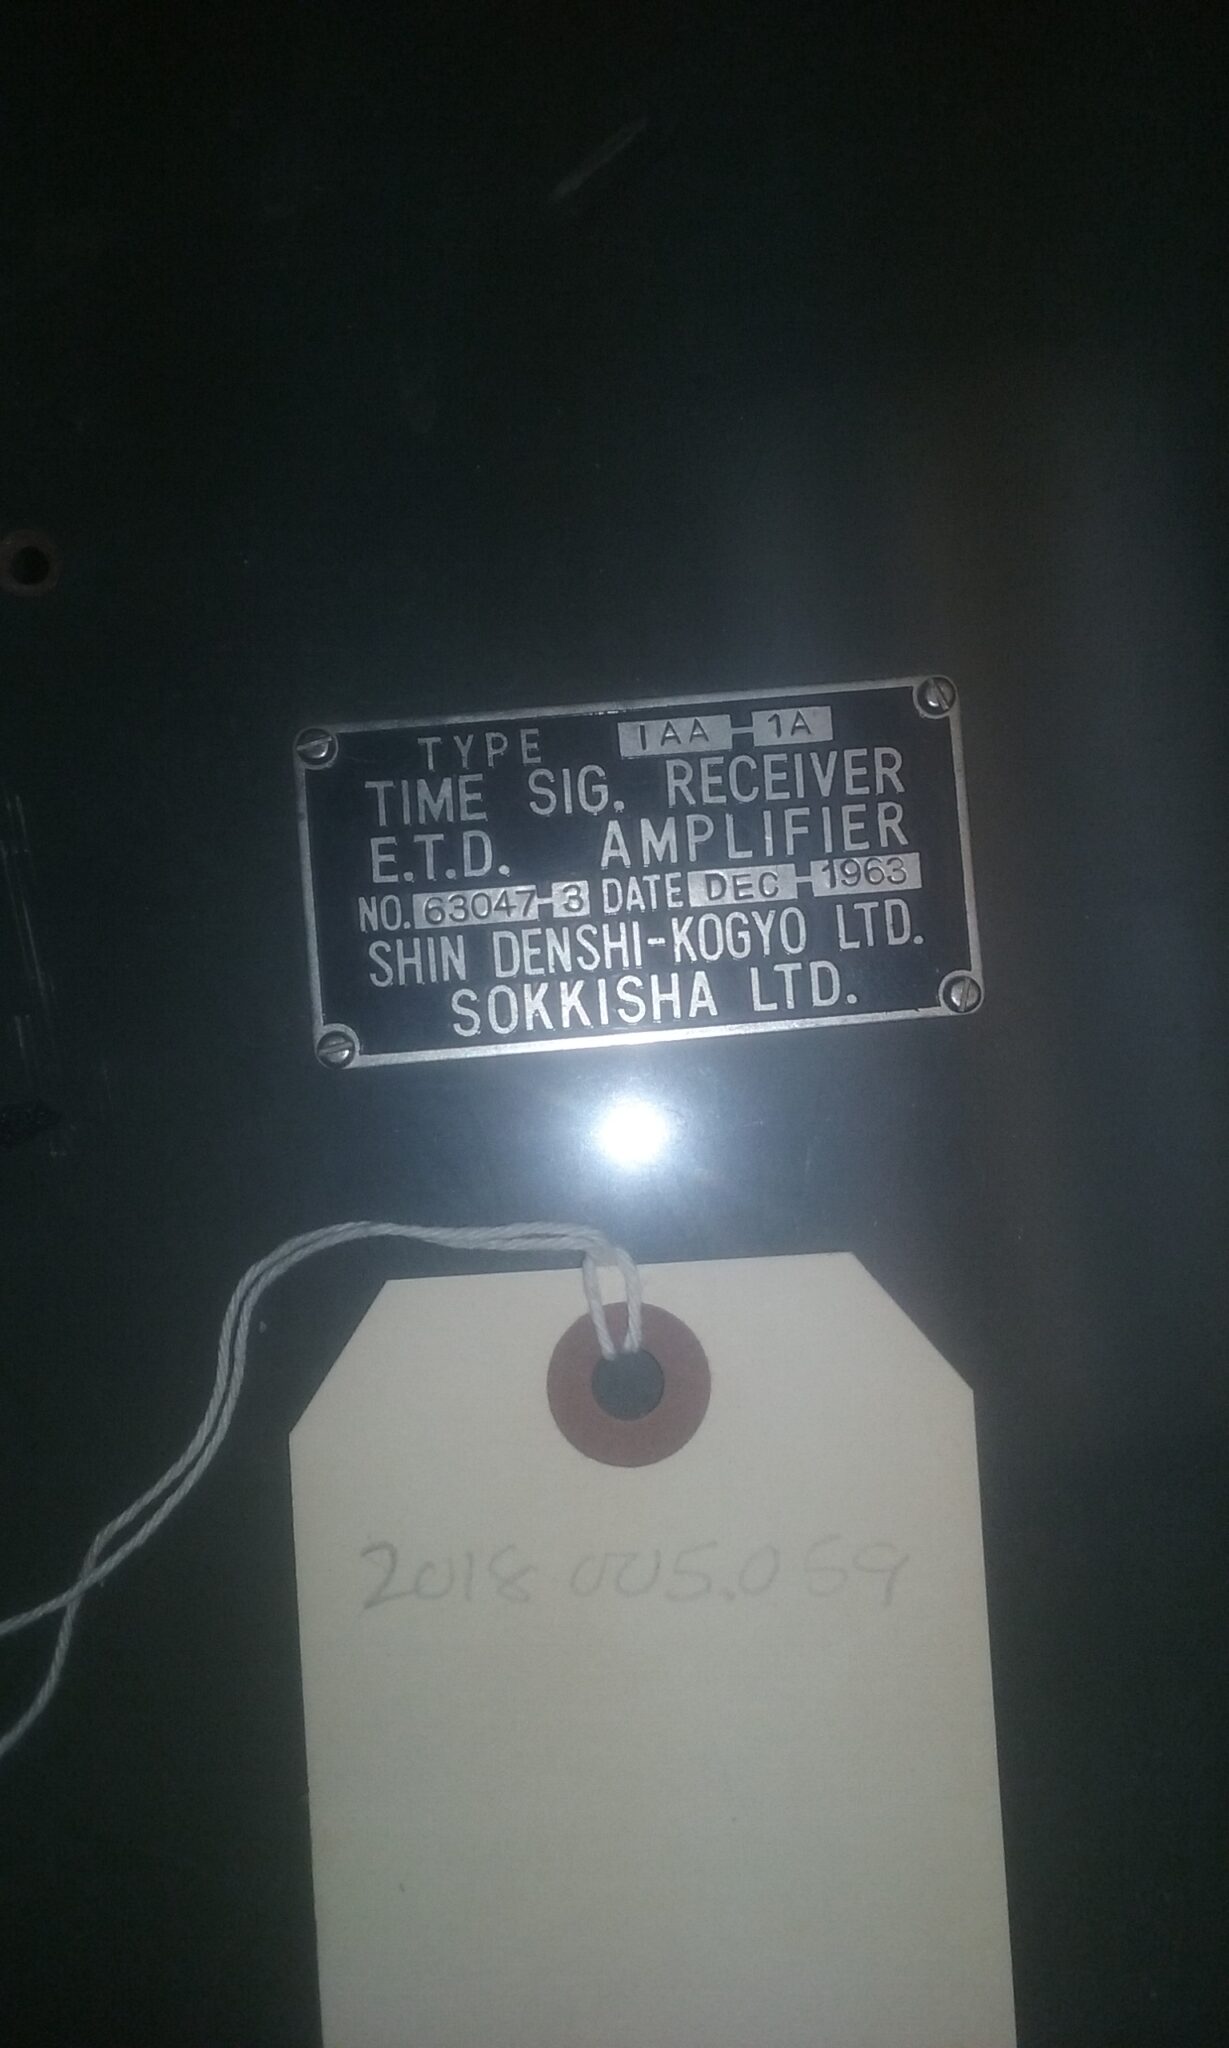 TYPE IAA-1A
TIME SIG. RECEIVER
E.T.D. AMPLIFIER
NO. 63047-3 DATE DEC-1963
SHIN DENSHI-KOGYO LTD.
SOKKISHA LTD.
2018 005.059